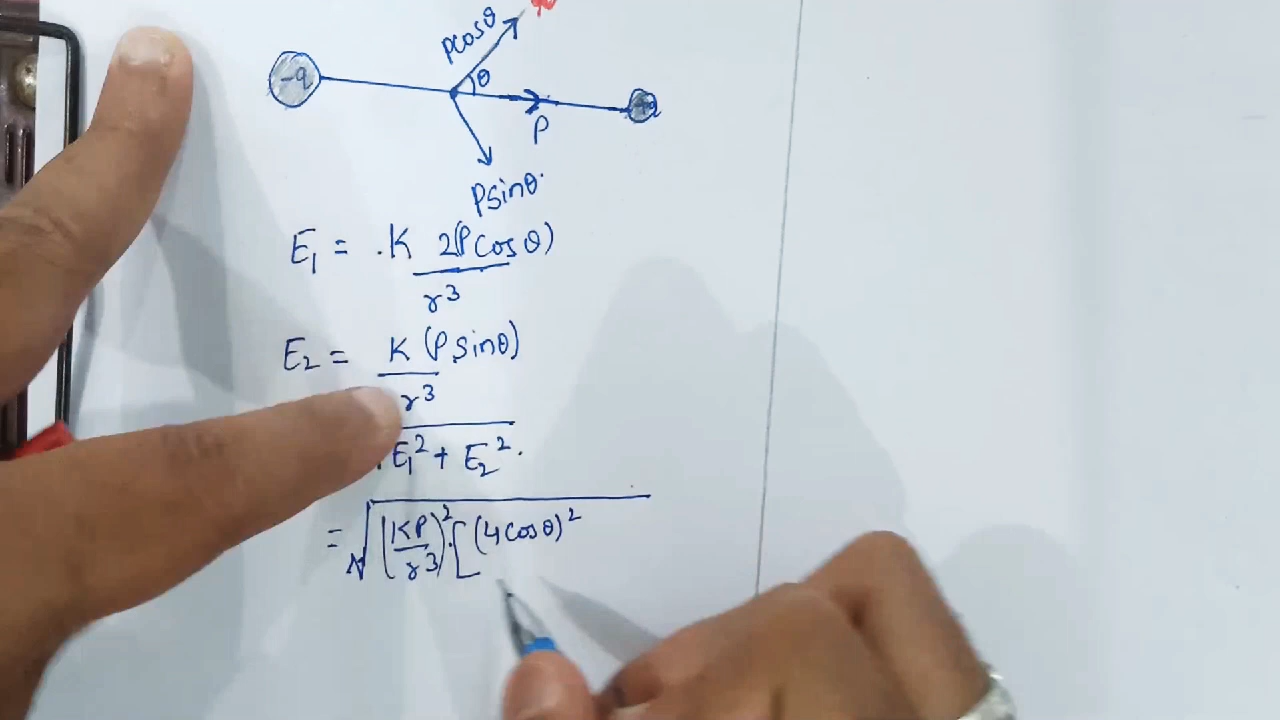 Pcosθ
-q
θ
P
Psinθ
E₁ = .K 2(Pcosθ)
r³
E₂ = K (Psinθ)
r³
E₁² + E₂²
= √(KP/r³)².[(4cosθ)²